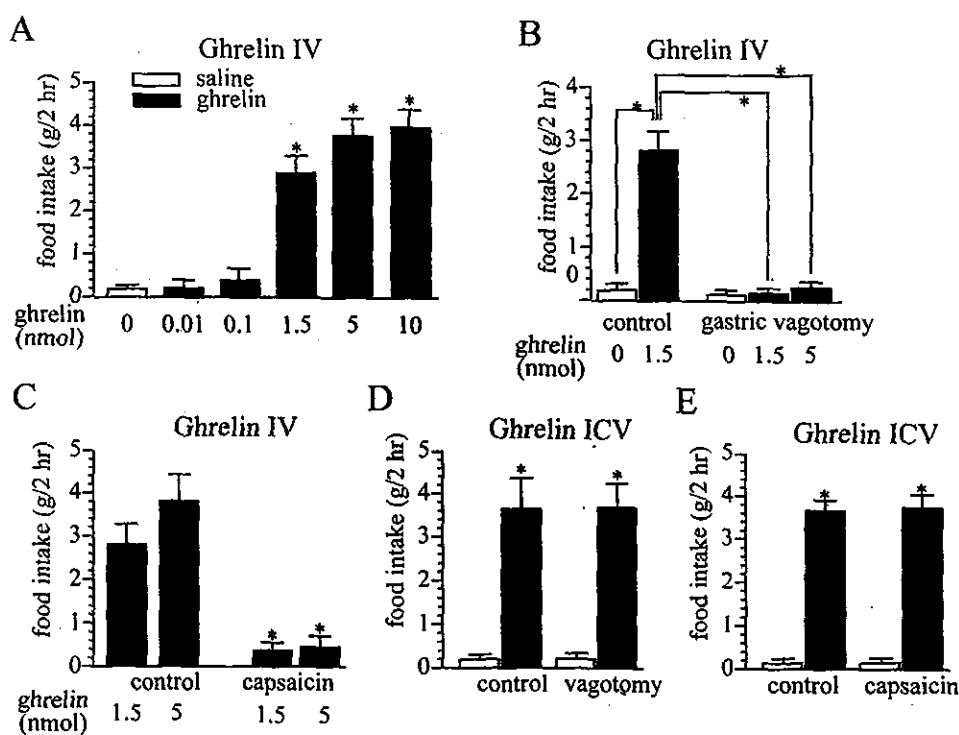 A
Ghrelin IV
saline
ghrelin
food intake (g/2 hr)
5
4
3
2
1
0
* * *
ghrelin
(nmol)
0 0.01 0.1 1.5 5 10
B
Ghrelin IV
food intake (g/2 hr)
4
3
2
1
0
* * *
control gastric vagotomy
ghrelin
(nmol)
0 1.5 0 1.5 5
C
Ghrelin IV
food intake (g/2 hr)
5
4
3
2
1
0
* *
control capsaicin
ghrelin
(nmol)
1.5 5 1.5 5
D
Ghrelin ICV
food intake (g/2 hr)
5
4
3
2
1
0
* *
control vagotomy
E
Ghrelin ICV
food intake (g/2 hr)
5
4
3
2
1
0
* *
control capsaicin